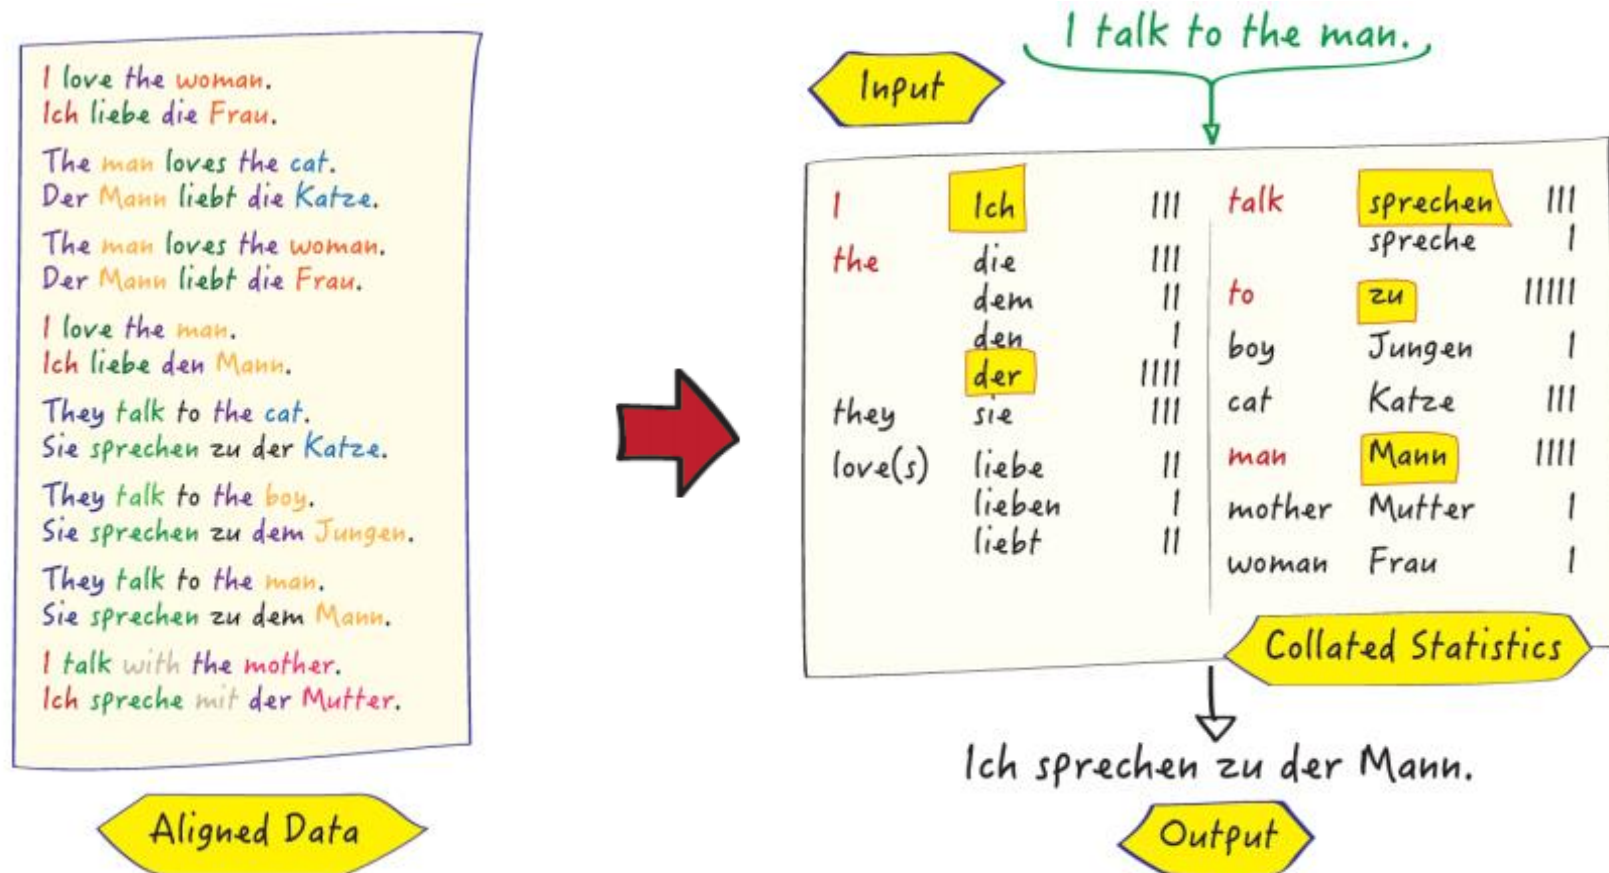 I love the woman.
Ich liebe die Frau.
The man loves the cat.
Der Mann liebt die Katze.
The man loves the woman.
Der Mann liebt die Frau.
I love the man.
Ich liebe den Mann.
They talk to the cat.
Sie sprechen zu der Katze.
They talk to the boy.
Sie sprechen zu dem Jungen.
They talk to the man.
Sie sprechen zu dem Mann.
I talk with the mother.
Ich spreche mit der Mutter.
Aligned Data
I talk to the man.
Input
I Ich III
the die III
dem II
den I
der IIII
they sie III
love(s) liebe II
lieben I
liebt II
talk sprechen III
spreche I
to zu IIIII
boy Jungen I
cat Katze III
man Mann IIII
mother Mutter I
woman Frau I
Collated Statistics
Ich sprechen zu der Mann.
Output